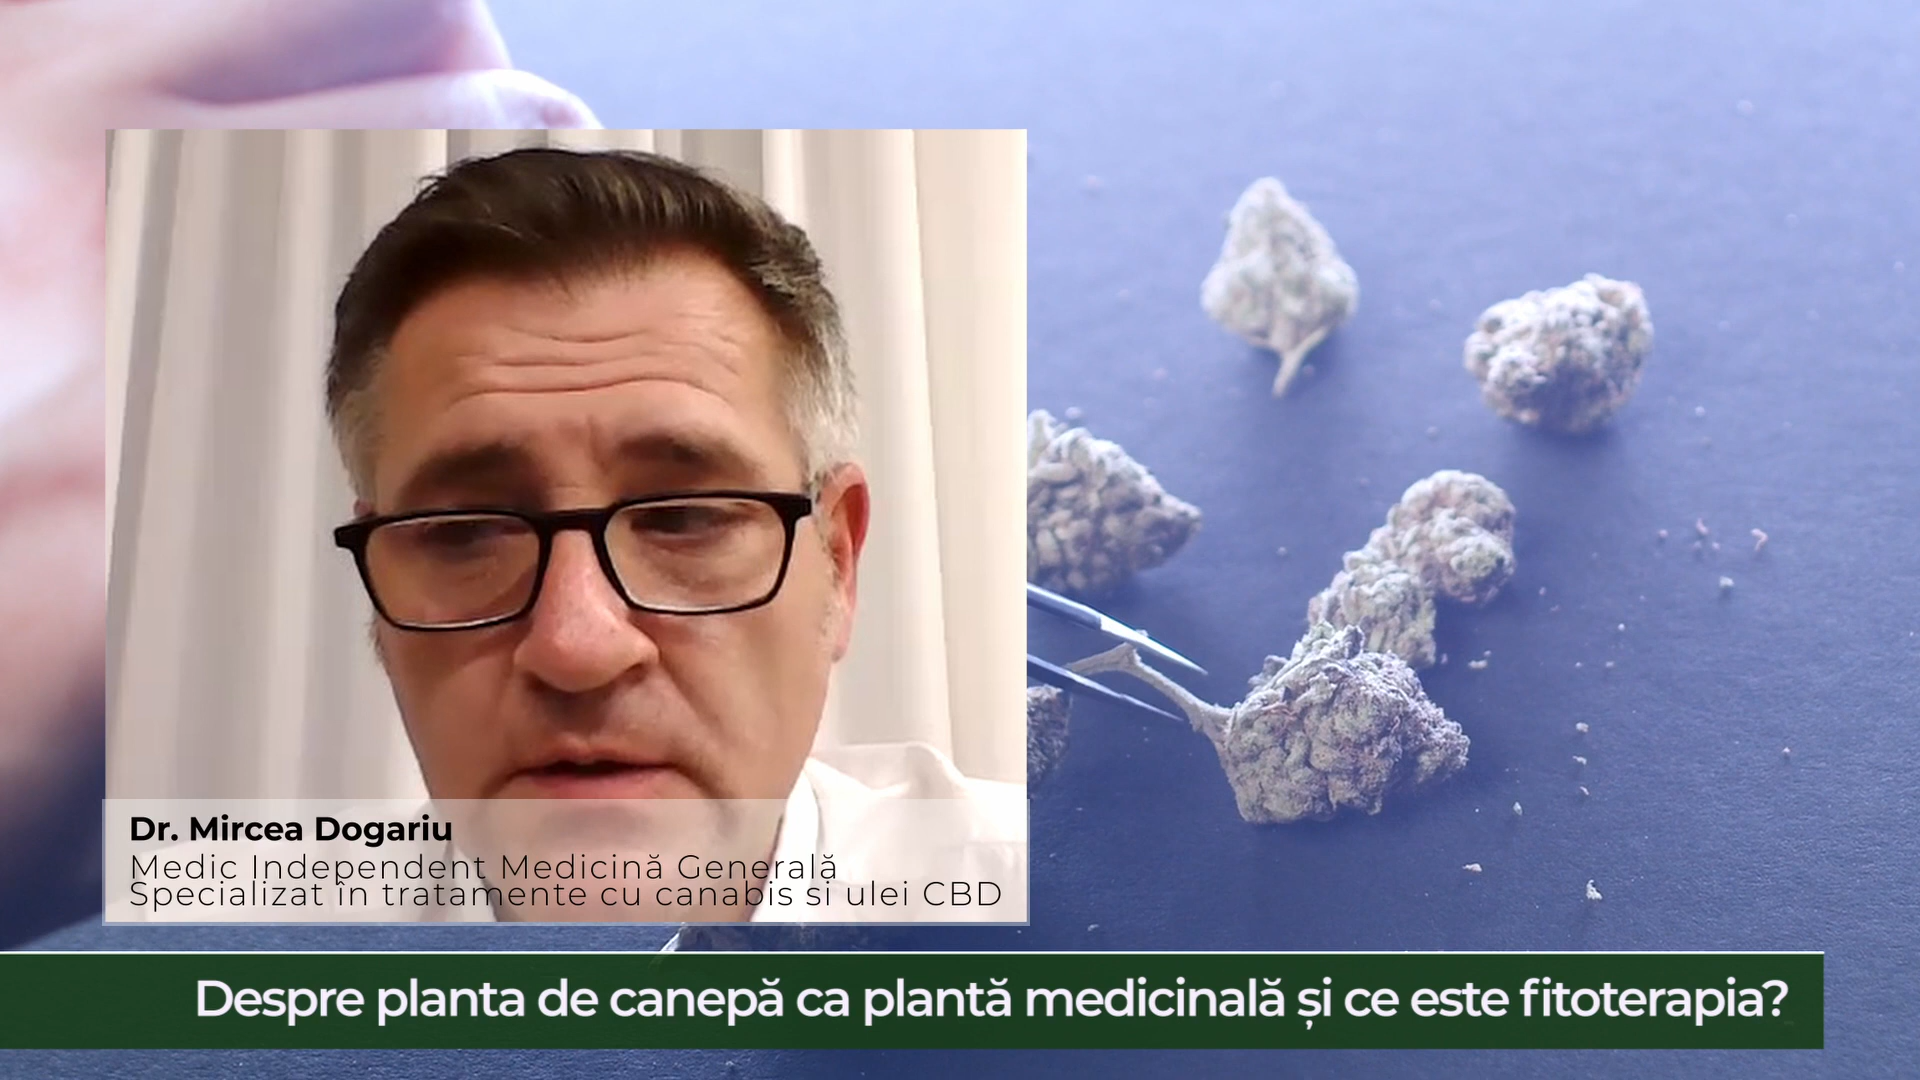 Dr. Mircea Dogariu
Medic Independent Medicină Generală
Specializat în tratamente cu canabis si ulei CBD
Despre planta de canepă ca plantă medicinală și ce este fitoterapia?